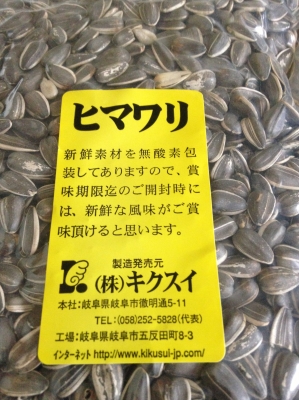 ヒマワリ
新鮮素材を無酸素包
装してありますので、賞
味期限迄のご開封時に
は、新鮮な風味がご賞
味頂けると思います。
製造発売元
(株)キクスイ
本社:岐阜県岐阜市徹明通5-11
TEL:(058)252-5828(代表)
工場:岐阜県岐阜市五反田町8-3
インターネット http://www.kikusui-jp.com/